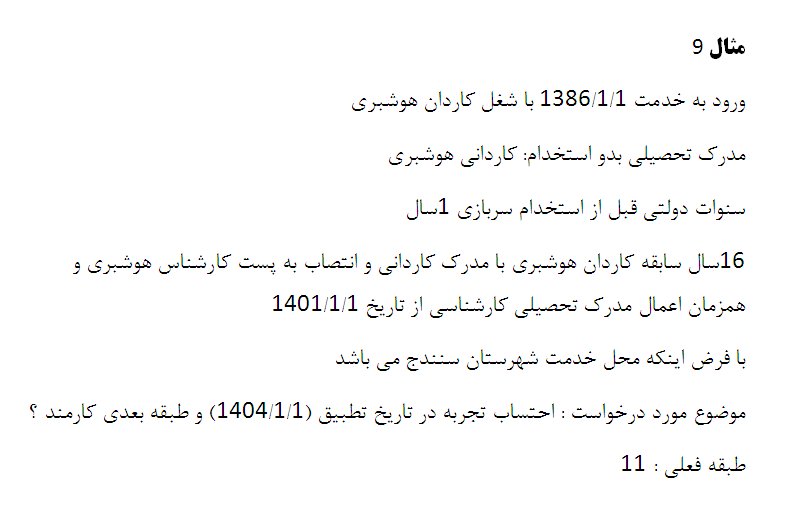 مثال 9
ورود به خدمت 1386/1/1 با شغل کاردان هوشبری
مدرک تحصیلی بدو استخدام: کاردانی هوشبری
سنوات دولتی قبل از استخدام سربازی 1سال
16سال سابقه کاردان هوشبری با مدرک کاردانی و انتصاب به پست کارشناس هوشبری و
همزمان اعمال مدرک تحصیلی کارشناسی از تاریخ 1401/1/1
با فرض اینکه محل خدمت شهرستان سنندج می باشد
موضوع مورد درخواست : احتساب تجربه در تاریخ تطبیق (1404/1/1) و طبقه بعدی کارمند ؟
طبقه فعلی : 11